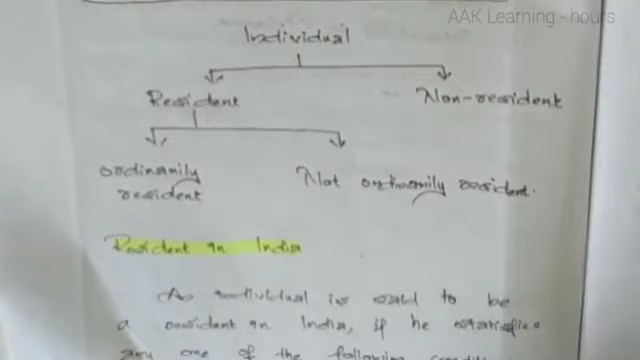 AAK Learning - hours
Individual
Resident
Non-resident
ordinarily
resident
Not ordinarily resident.
Resident in India
An individual is said to be
a resident in India, if he satisfies
any one of the following